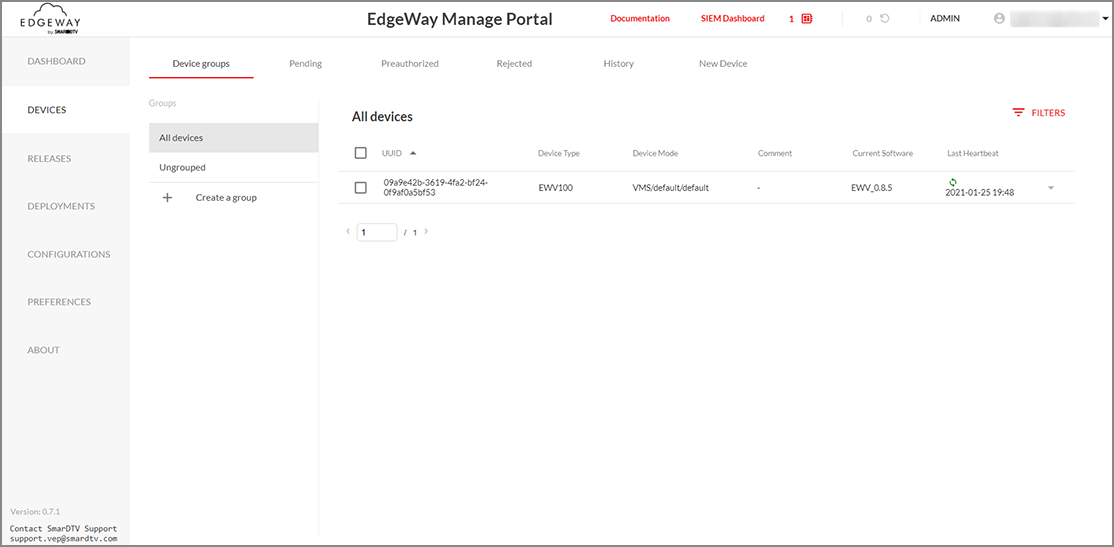 EDGEWAY
by SMARDTV
EdgeWay Manage Portal
Documentation
SIEM Dashboard
1
0
ADMIN
DASHBOARD
DEVICES
RELEASES
DEPLOYMENTS
CONFIGURATIONS
PREFERENCES
ABOUT
Version: 0.7.1
Contact SmarDTV Support
support.vep@smardtv.com
Device groups
Pending
Preauthorized
Rejected
History
New Device
Groups
All devices
Ungrouped
+ Create a group
All devices
FILTERS
UUID
Device Type
Device Mode
Comment
Current Software
Last Heartbeat
09a9e42b-3619-4fa2-bf24-
0f9af0a5bf53
EWV100
VMS/default/default
-
EWV_0.8.5
2021-01-25 19:48
‹ 1 / 1 ›